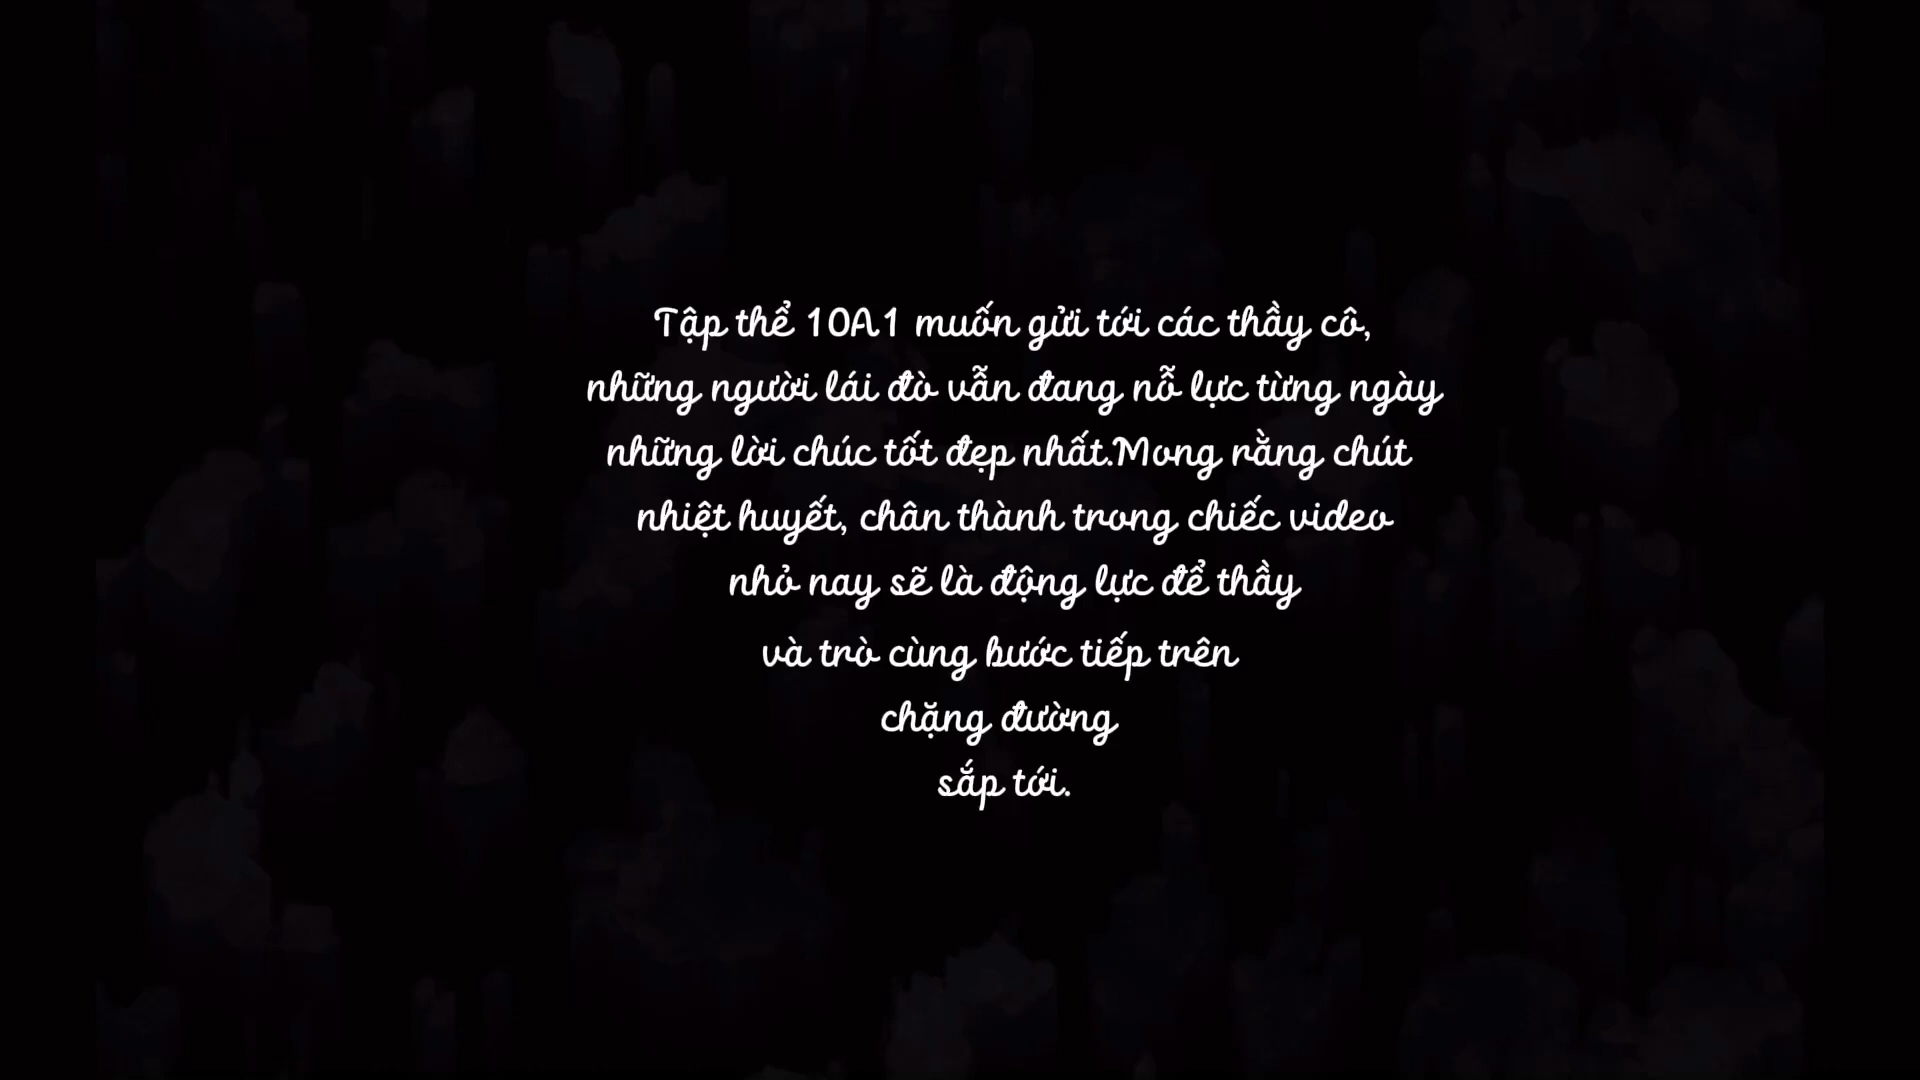 Tập thể 10A1 muốn gửi tới các thầy cô,
những người lái đò vẫn đang nỗ lực từng ngày
những lời chúc tốt đẹp nhất.Mong rằng chút
nhiệt huyết, chân thành trong chiếc video
nhỏ nay sẽ là động lực để thầy
và trò cùng bước tiếp trên
chặng đường
sắp tới.